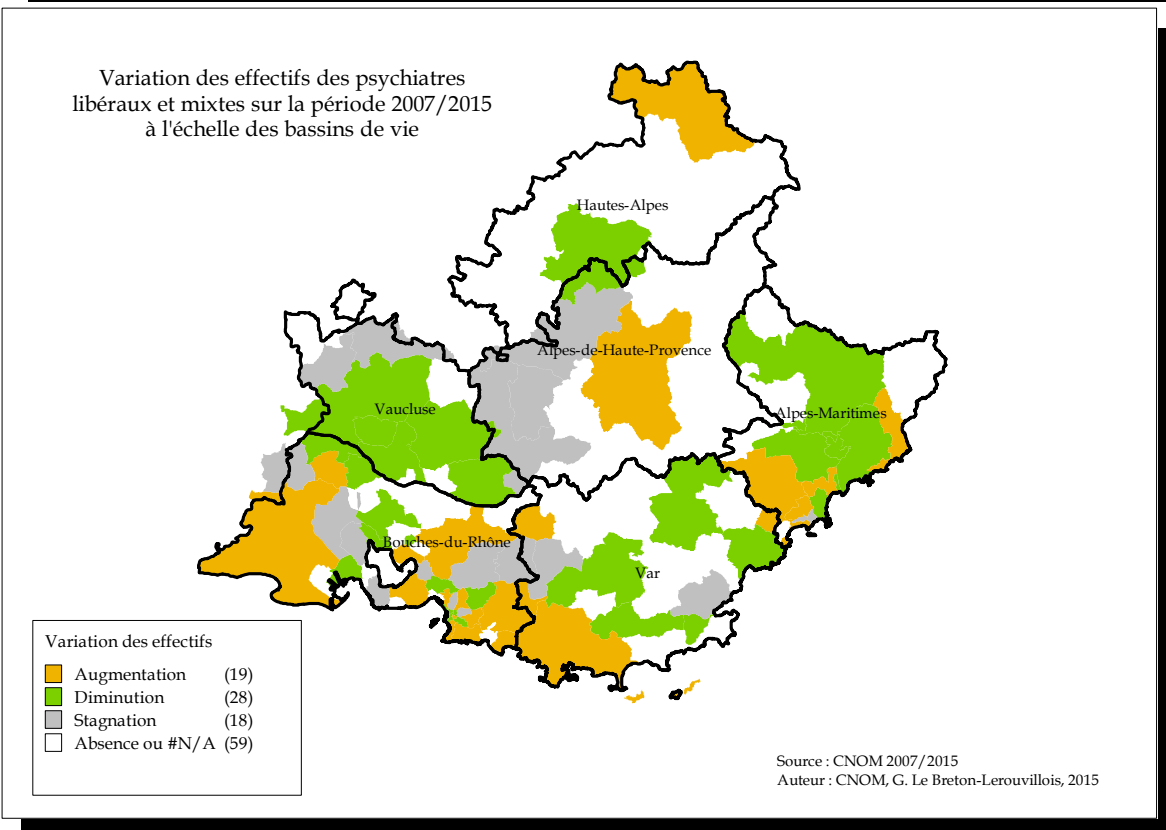 Variation des effectifs des psychiatres
libéraux et mixtes sur la période 2007/2015
à l'échelle des bassins de vie
Hautes-Alpes
Alpes-de-Haute-Provence
Vaucluse
Alpes-Maritimes
Bouches-du-Rhône
Var
Variation des effectifs
Augmentation (19)
Diminution (28)
Stagnation (18)
Absence ou #N/A (59)
Source : CNOM 2007/2015
Auteur : CNOM, G. Le Breton-Lerouvillois, 2015